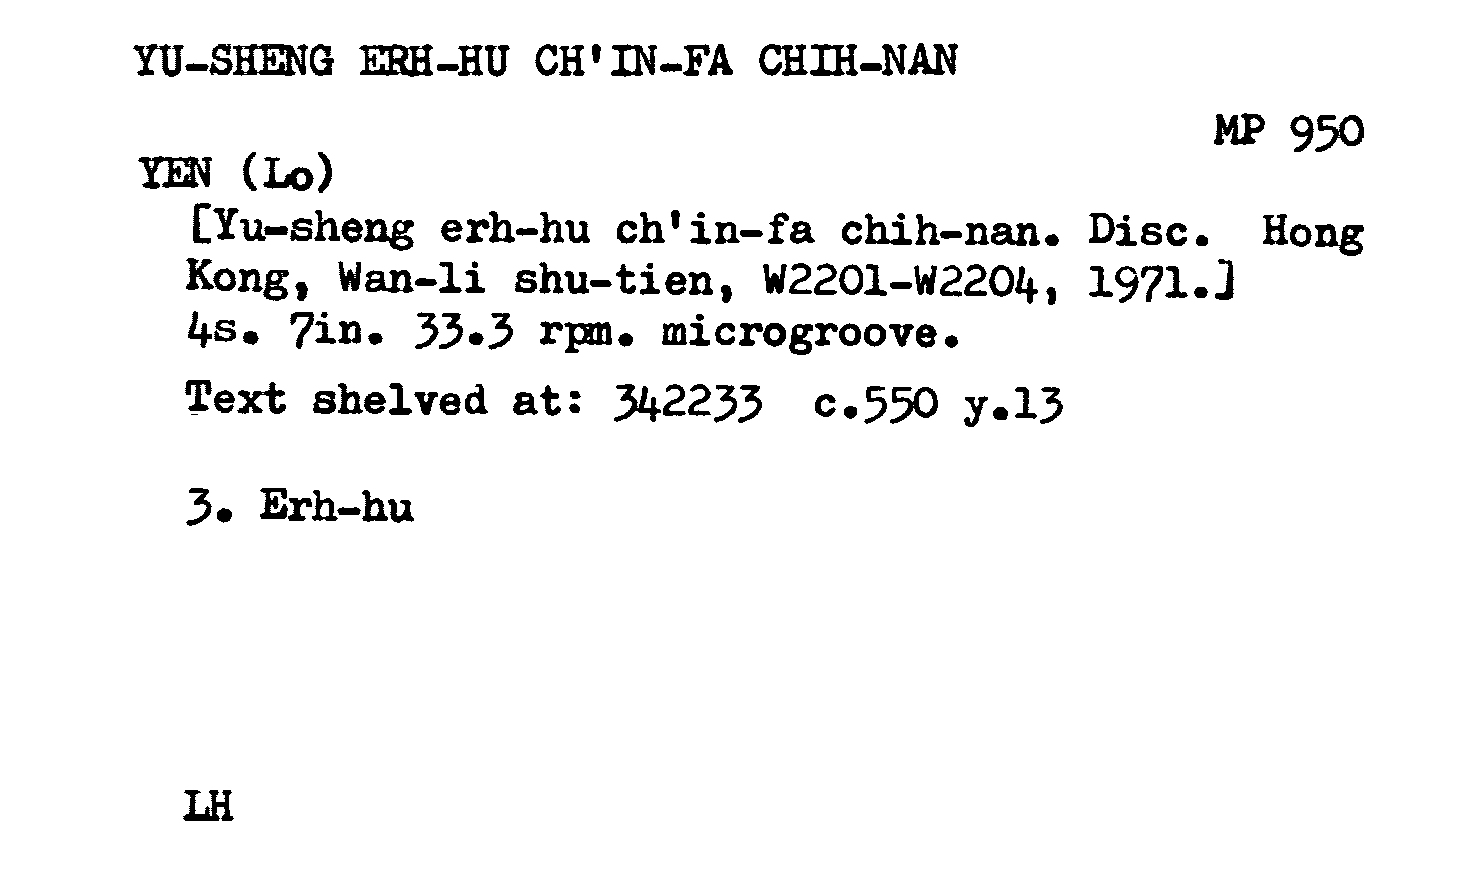 YU-SHENG ERH-HU CH'IN-FA CHIH-NAN
MP 950
YEN (Lo)
[Yu-sheng erh-hu ch'in-fa chih-nan. Disc. Hong
Kong, Wan-li shu-tien, W2201-W2204, 1971.]
4s. 7in. 33.3 rpm. microgroove.
Text shelved at: 342233 c.550 y.13
3. Erh-hu
LH